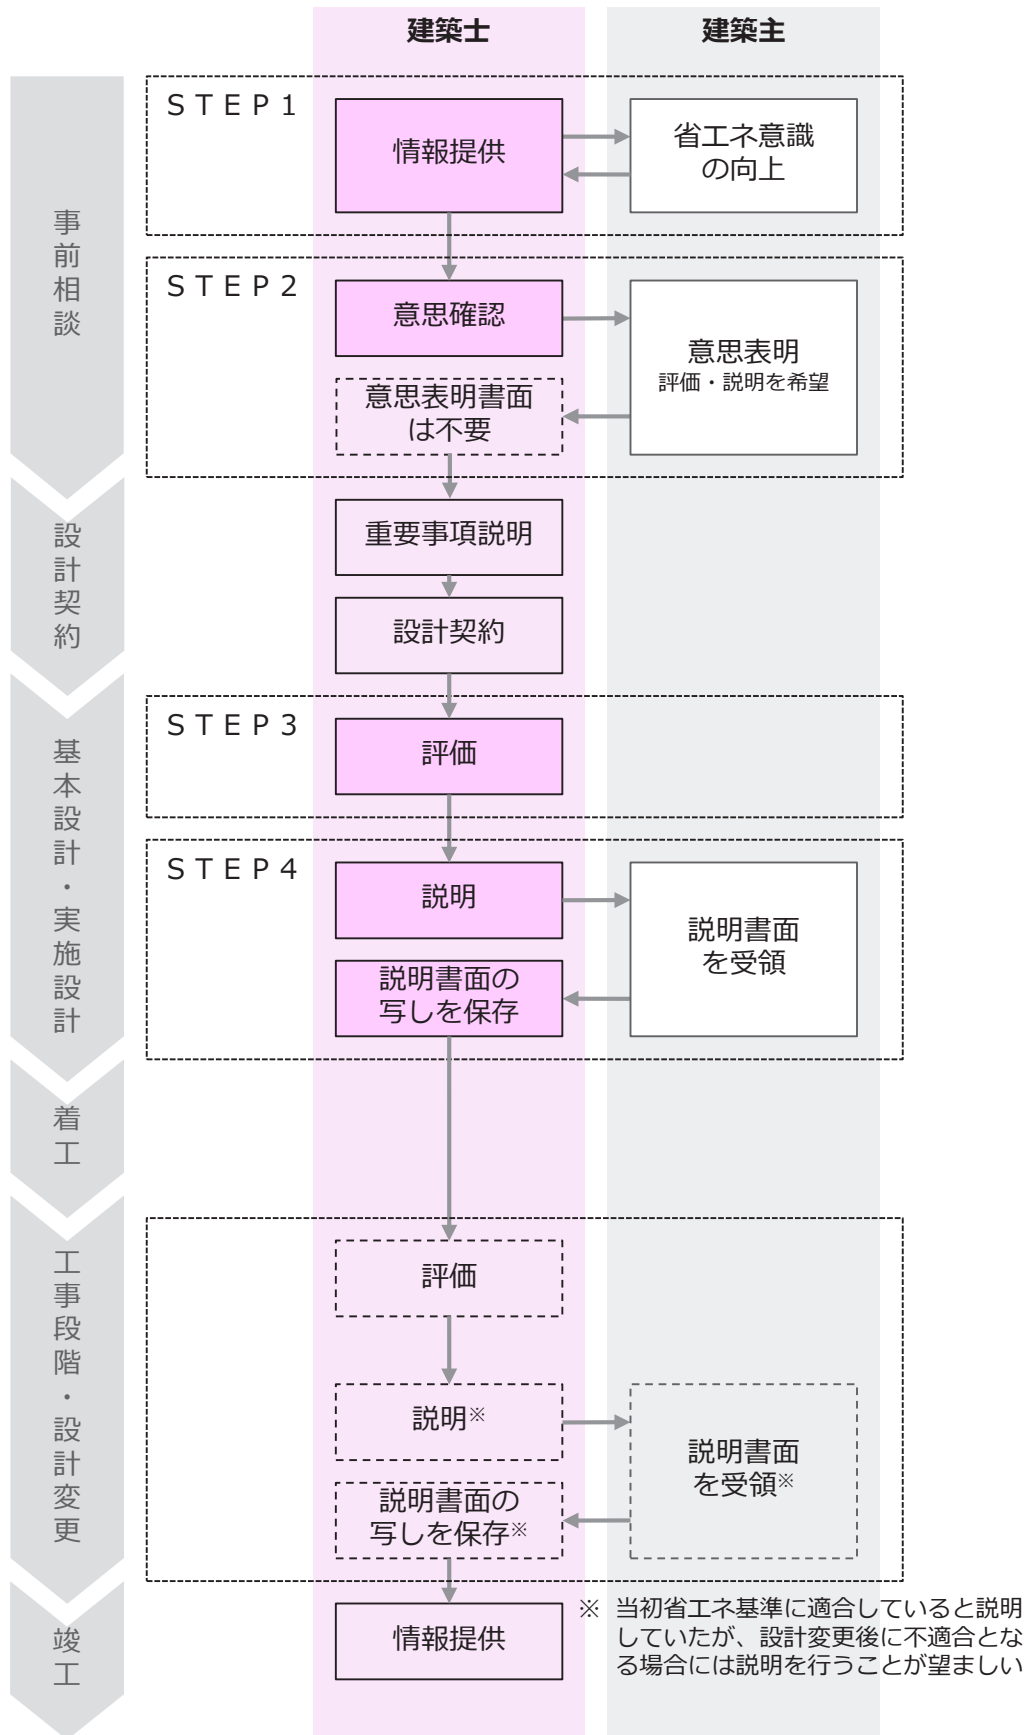 建築士
建築主
事前相談
ＳＴＥＰ１
情報提供
省エネ意識
の向上
ＳＴＥＰ２
意思確認
意思表明
評価・説明を希望
意思表明書面
は不要
設計契約
重要事項説明
設計契約
基本設計・実施設計
ＳＴＥＰ３
評価
ＳＴＥＰ４
説明
説明書面
を受領
説明書面の
写しを保存
着工
工事段階・設計変更
評価
説明※
説明書面
を受領※
説明書面の
写しを保存※
竣工
情報提供
※ 当初省エネ基準に適合していると説明
していたが、設計変更後に不適合とな
る場合には説明を行うことが望ましい